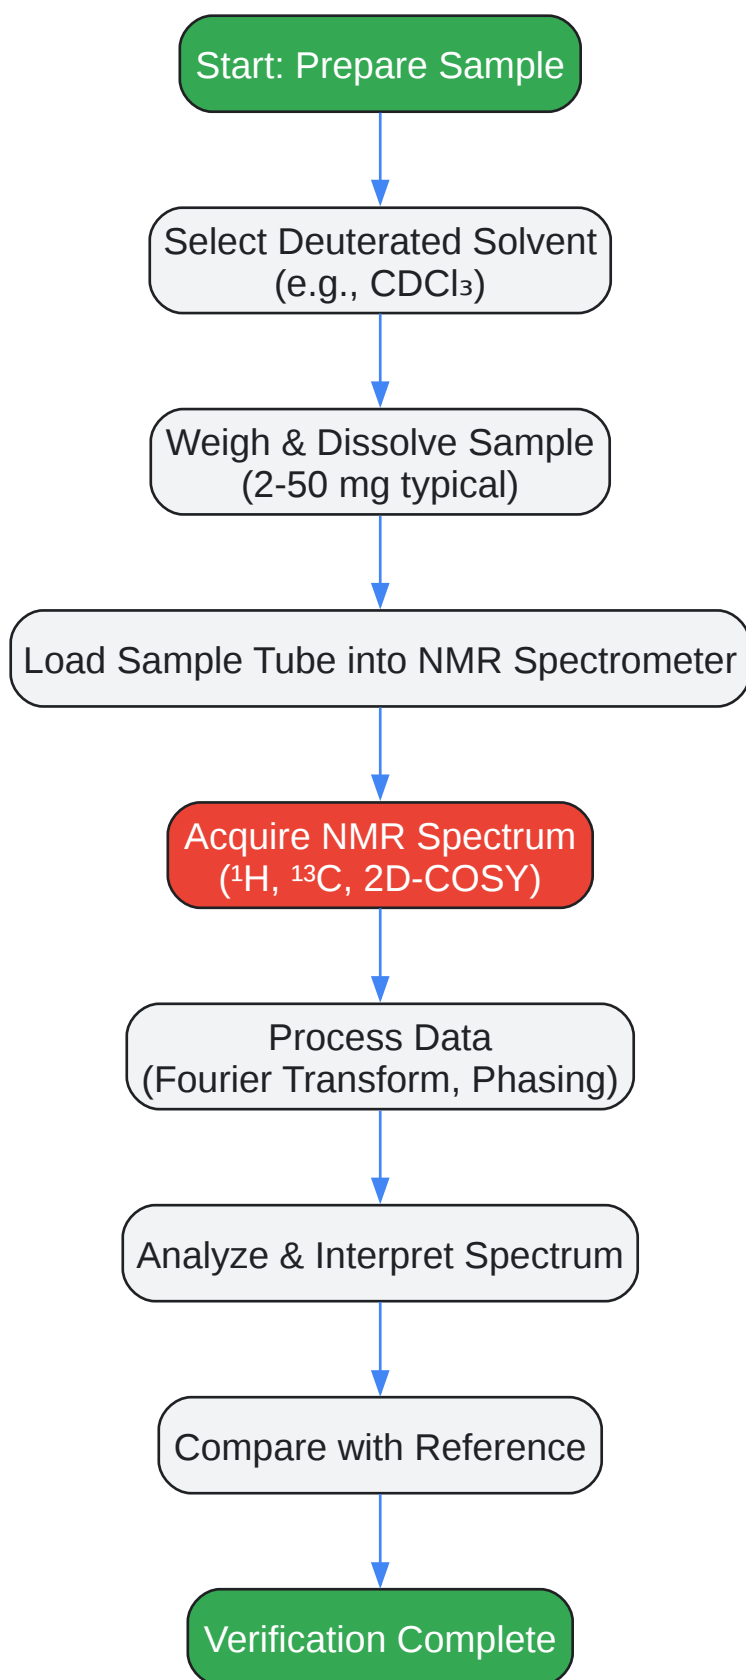 Start: Prepare Sample
Select Deuterated Solvent
(e.g., CDCl₃)
Weigh & Dissolve Sample
(2-50 mg typical)
Load Sample Tube into NMR Spectrometer
Acquire NMR Spectrum
(¹H, ¹³C, 2D-COSY)
Process Data
(Fourier Transform, Phasing)
Analyze & Interpret Spectrum
Compare with Reference
Verification Complete